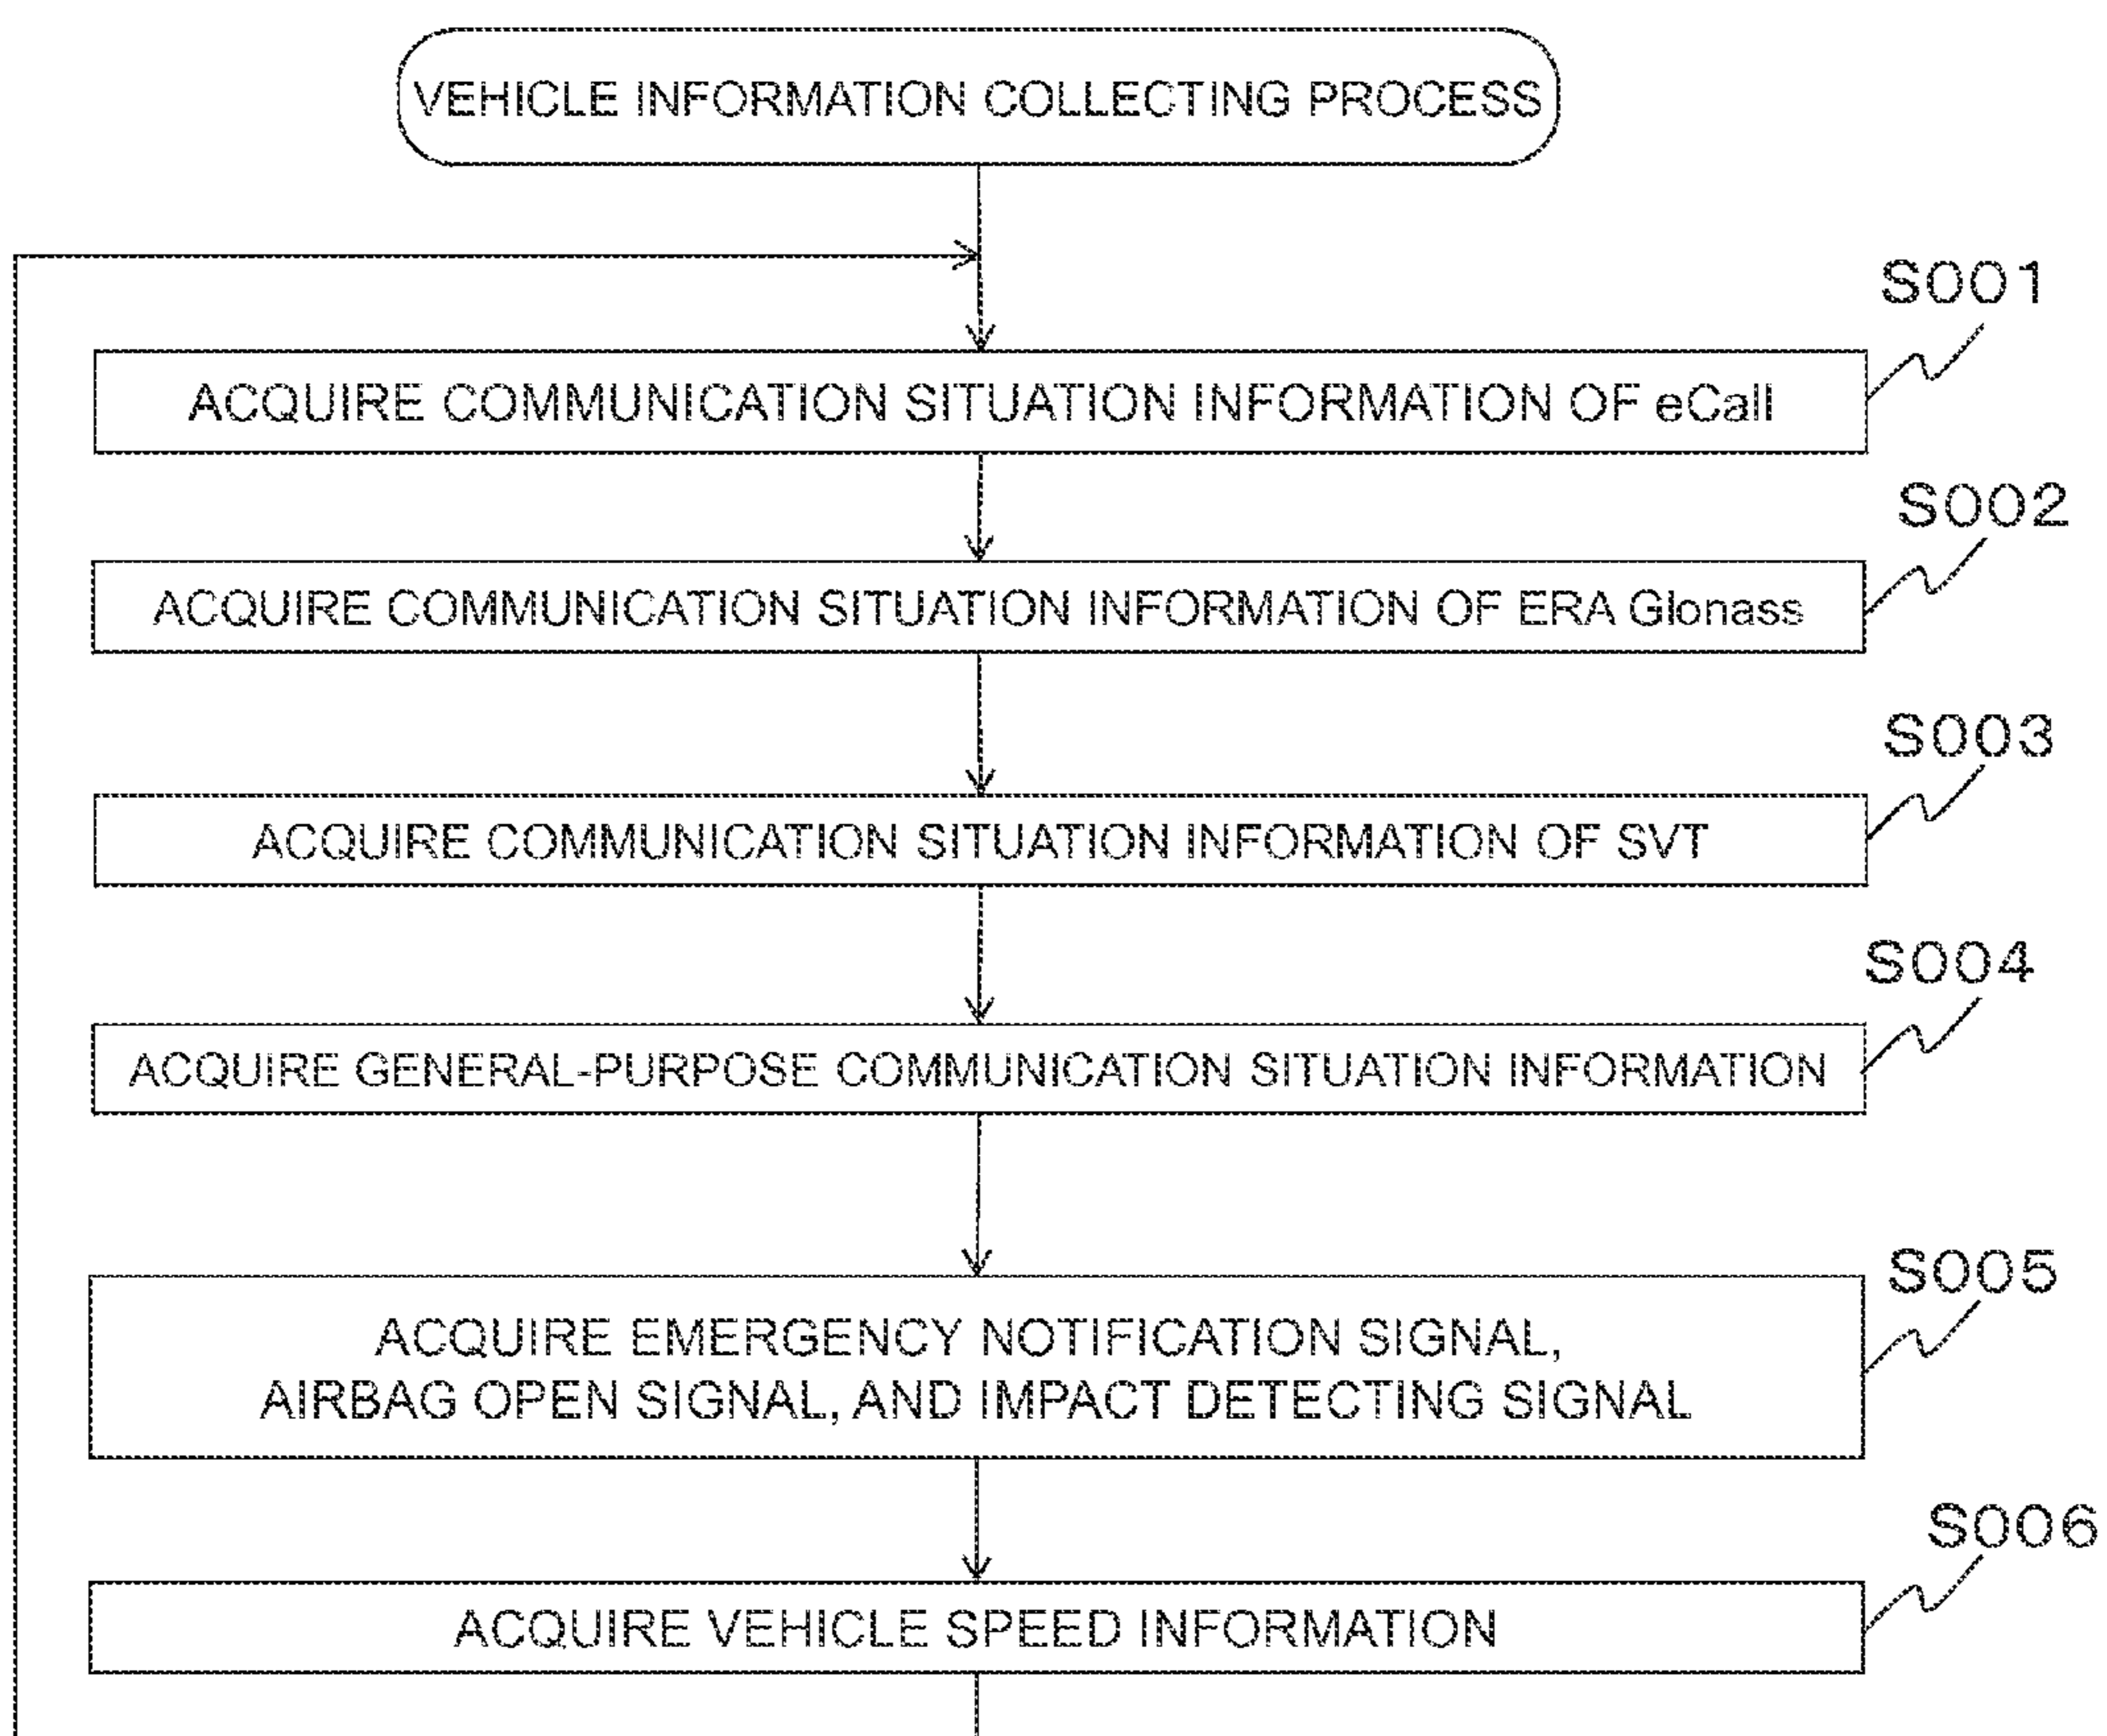 VEHICLE INFORMATION COLLECTING PROCESS
S001
ACQUIRE COMMUNICATION SITUATION INFORMATION OF eCall
S002
ACQUIRE COMMUNICATION SITUATION INFORMATION OF ERA Glonass
S003
ACQUIRE COMMUNICATION SITUATION INFORMATION OF SVT
S004
ACQUIRE GENERAL-PURPOSE COMMUNICATION SITUATION INFORMATION
S005
ACQUIRE EMERGENCY NOTIFICATION SIGNAL,
AIRBAG OPEN SIGNAL, AND IMPACT DETECTING SIGNAL
S006
ACQUIRE VEHICLE SPEED INFORMATION